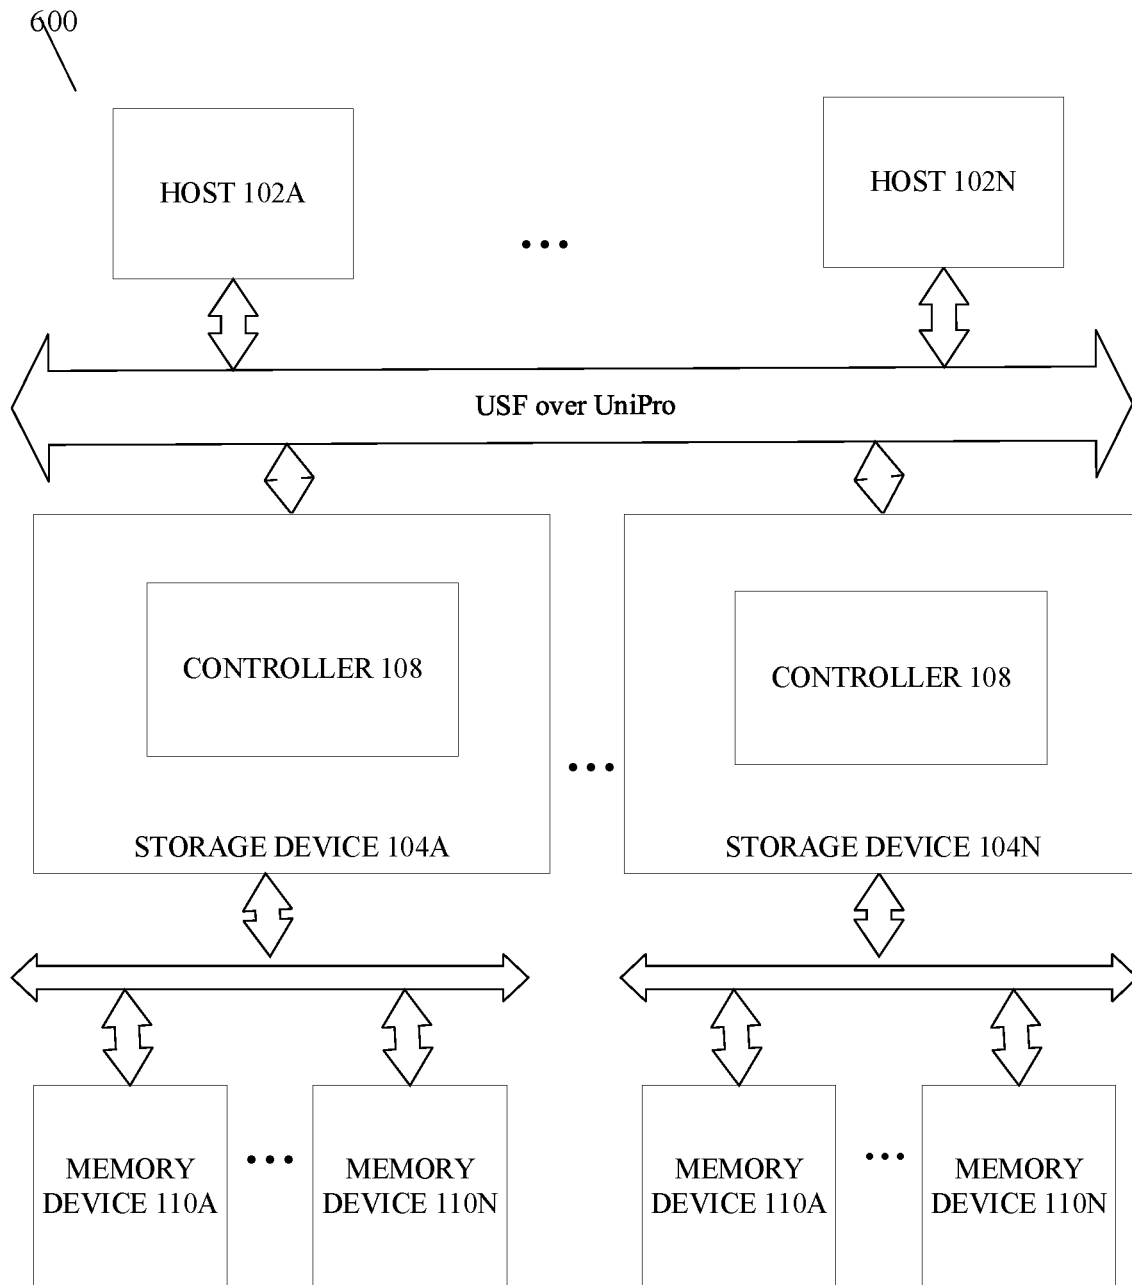 600
HOST 102A
HOST 102N
USF over UniPro
CONTROLLER 108
CONTROLLER 108
STORAGE DEVICE 104A
STORAGE DEVICE 104N
MEMORY
DEVICE 110A
MEMORY
DEVICE 110N
MEMORY
DEVICE 110A
MEMORY
DEVICE 110N